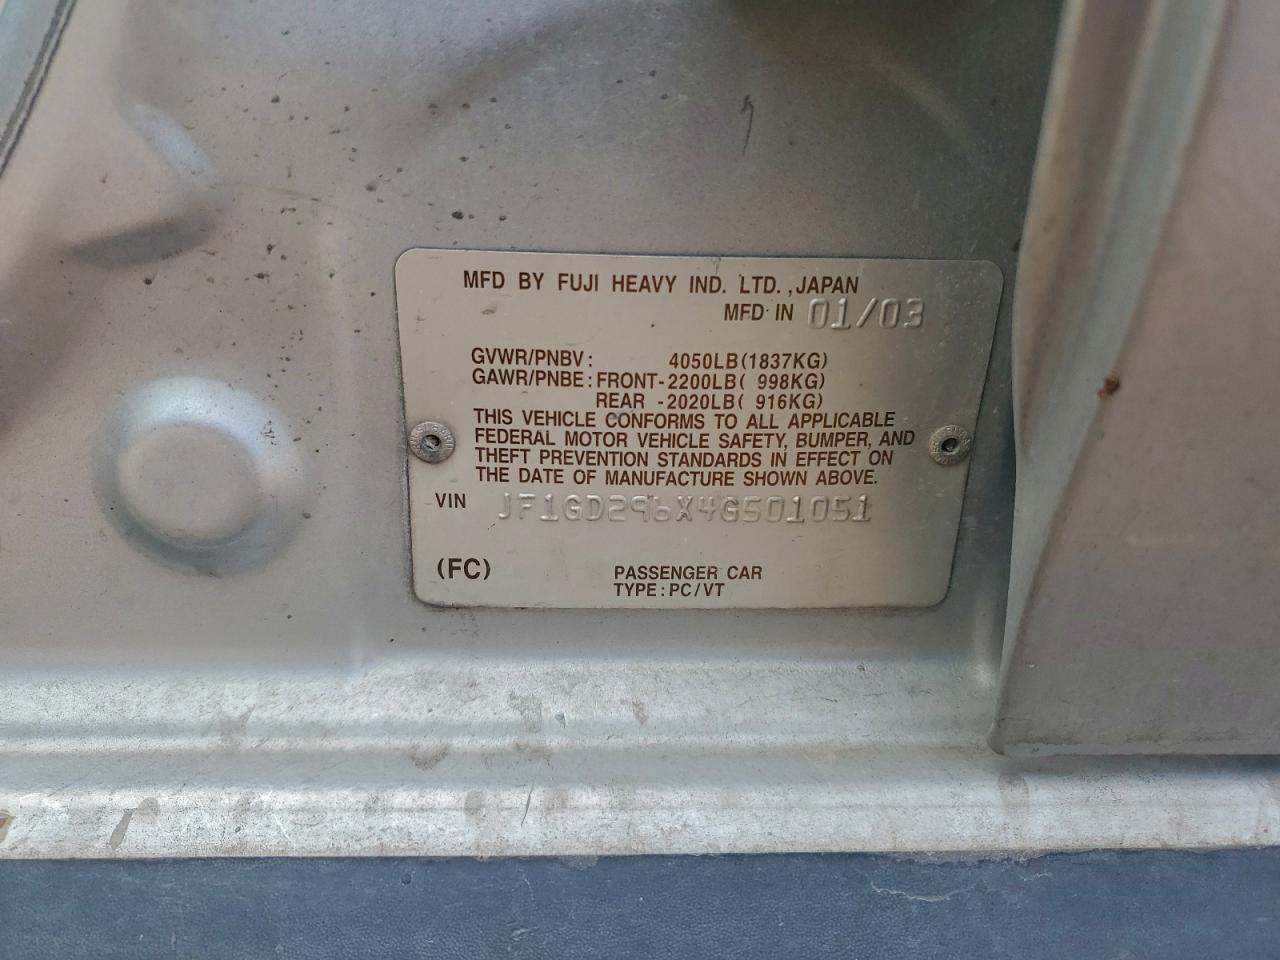 MFD BY FUJI HEAVY IND. LTD., JAPAN
MFD IN 01/03
GVWR/PNBV: 4050LB(1837KG)
GAWR/PNBE: FRONT-2200LB( 998KG)
REAR -2020LB( 916KG)
THIS VEHICLE CONFORMS TO ALL APPLICABLE
FEDERAL MOTOR VEHICLE SAFETY, BUMPER, AND
THEFT PREVENTION STANDARDS IN EFFECT ON
THE DATE OF MANUFACTURE SHOWN ABOVE.
VIN JF1GD296X4G501051
(FC) PASSENGER CAR
TYPE: PC/VT